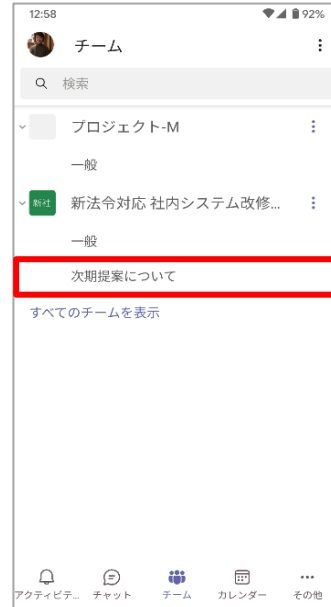 12:58 92%
チーム
検索
プロジェクト-M
一般
新社 新法令対応 社内システム改修...
一般
次期提案について
すべてのチームを表示
アクティビテ... チャット チーム カレンダー その他